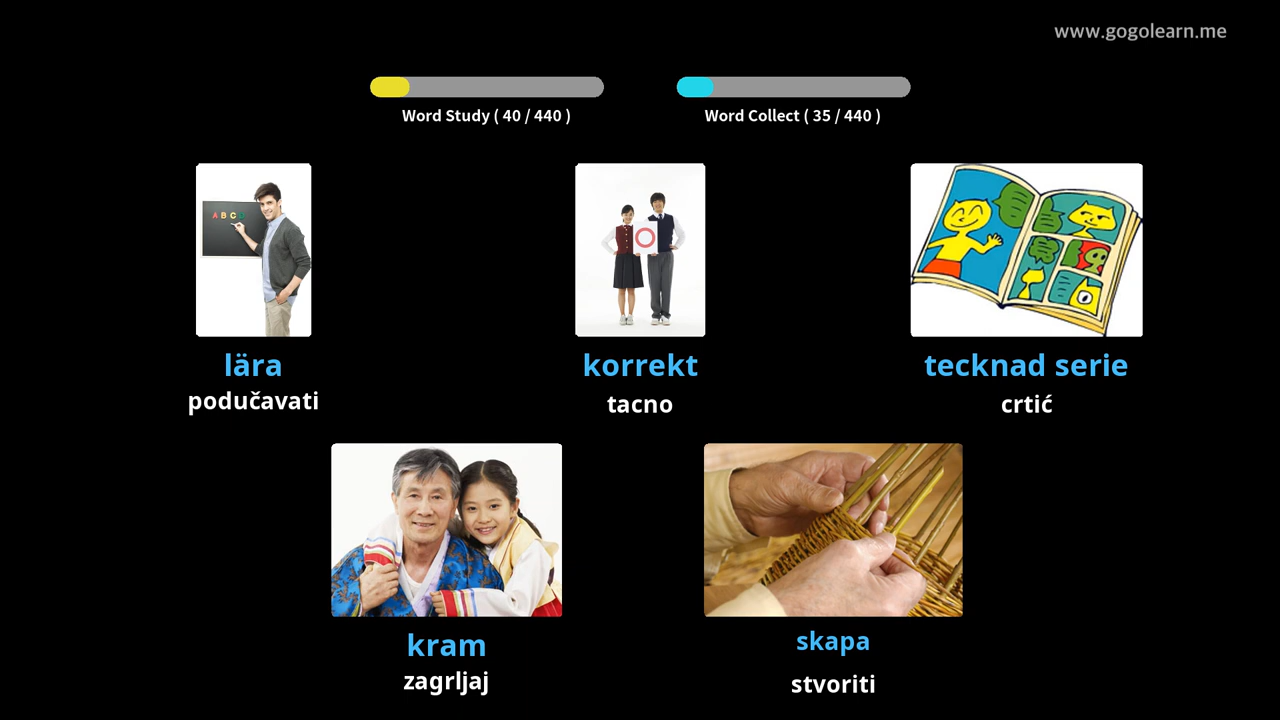 www.gogolearn.me
Word Study ( 40 / 440 )
Word Collect ( 35 / 440 )
A B C D
lära
podučavati
korrekt
tacno
tecknad serie
crtić
kram
zagrljaj
skapa
stvoriti